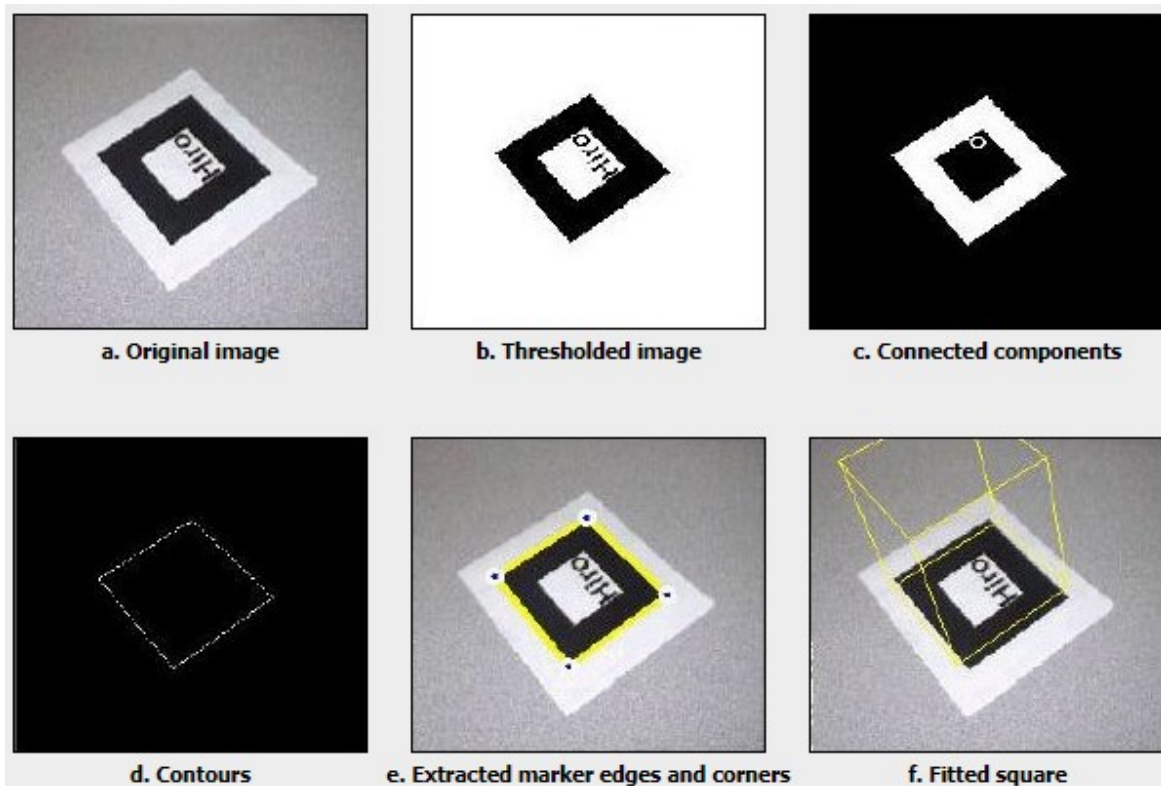 Hiro
Hiro
a. Original image
b. Thresholded image
c. Connected components
Hiro
Hiro
d. Contours
e. Extracted marker edges and corners
f. Fitted square